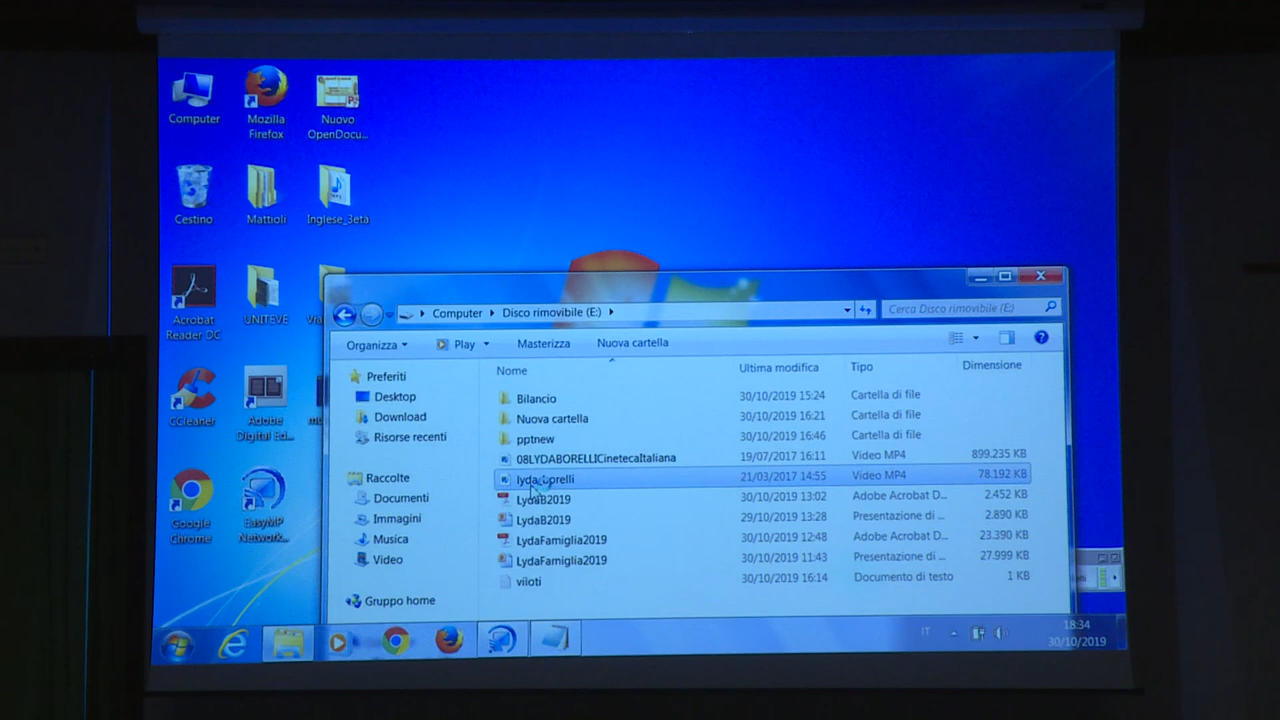 Computer
Mozilla Firefox
Nuovo OpenDocu...
Cestino
Mattioli
Inglese_3eta
Acrobat Reader DC
UNITEVE
CCleaner
Adobe Digital Ed...
Google Chrome
EasyMP Network...
Computer Disco rimovibile (E:)
Cerca Disco rimovibile (E:)
Organizza Play Masterizza Nuova cartella
Nome Ultima modifica Tipo Dimensione
Preferiti
Desktop
Download
Risorse recenti
Raccolte
Documenti
Immagini
Musica
Video
Gruppo home
Bilancio 30/10/2019 15:24 Cartella di file
Nuova cartella 30/10/2019 16:21 Cartella di file
pptnew 30/10/2019 16:46 Cartella di file
08LYDABORELLICinetecaItaliana 19/07/2017 16:11 Video MP4 899.235 KB
21/03/2017 14:55 Video MP4 78.192 KB
LydaB2019 30/10/2019 13:02 Adobe Acrobat D... 2.452 KB
LydaB2019 29/10/2019 13:28 Presentazione di ... 2.890 KB
LydaFamiglia2019 30/10/2019 12:48 Adobe Acrobat D... 23.390 KB
LydaFamiglia2019 30/10/2019 11:43 Presentazione di ... 27.999 KB
30/10/2019 16:14 Documento di testo 1 KB
IT
18:34
30/10/2019